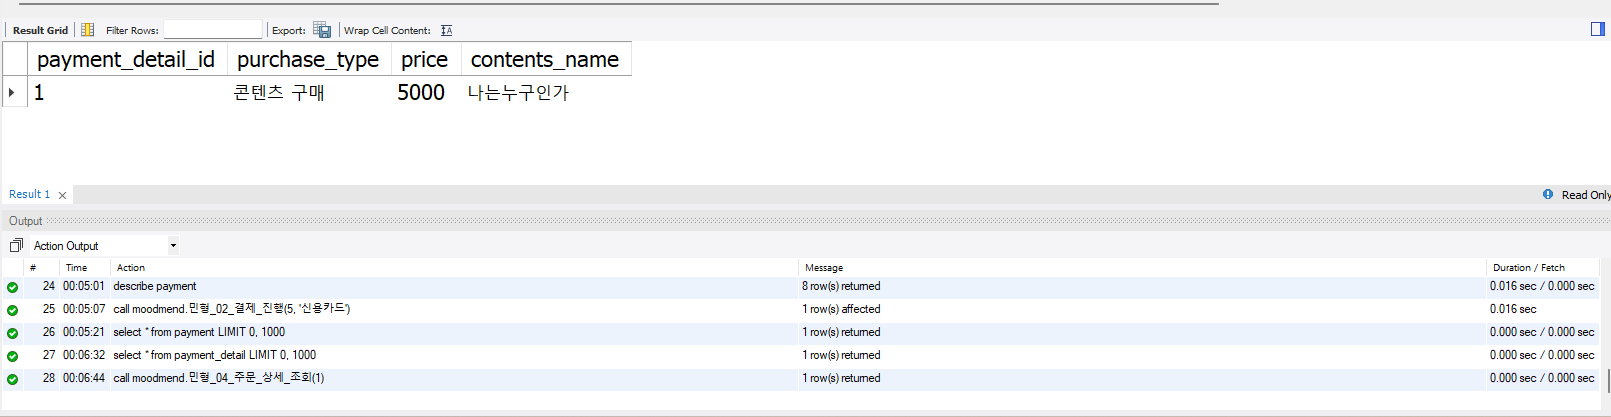 Result Grid Filter Rows: Export: Wrap Cell Content:
payment_detail_id purchase_type price contents_name
1 콘텐츠 구매 5000 나는누구인가
Result 1 Read Only
Output
Action Output
# Time Action Message Duration / Fetch
24 00:05:01 describe payment 8 row(s) returned 0.016 sec / 0.000 sec
25 00:05:07 call moodmend.민형_02_결제_진행(5, '신용카드') 1 row(s) affected 0.016 sec
26 00:05:21 select * from payment LIMIT 0, 1000 1 row(s) returned 0.000 sec / 0.000 sec
27 00:06:32 select * from payment_detail LIMIT 0, 1000 1 row(s) returned 0.000 sec / 0.000 sec
28 00:06:44 call moodmend.민형_04_주문_상세_조회(1) 1 row(s) returned 0.000 sec / 0.000 sec